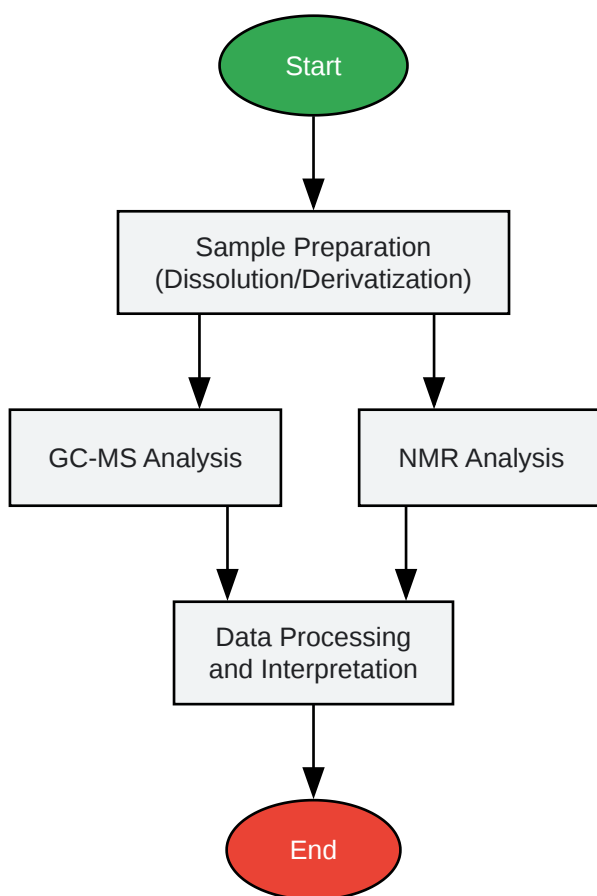 Start
Sample Preparation
(Dissolution/Derivatization)
GC-MS Analysis
NMR Analysis
Data Processing
and Interpretation
End